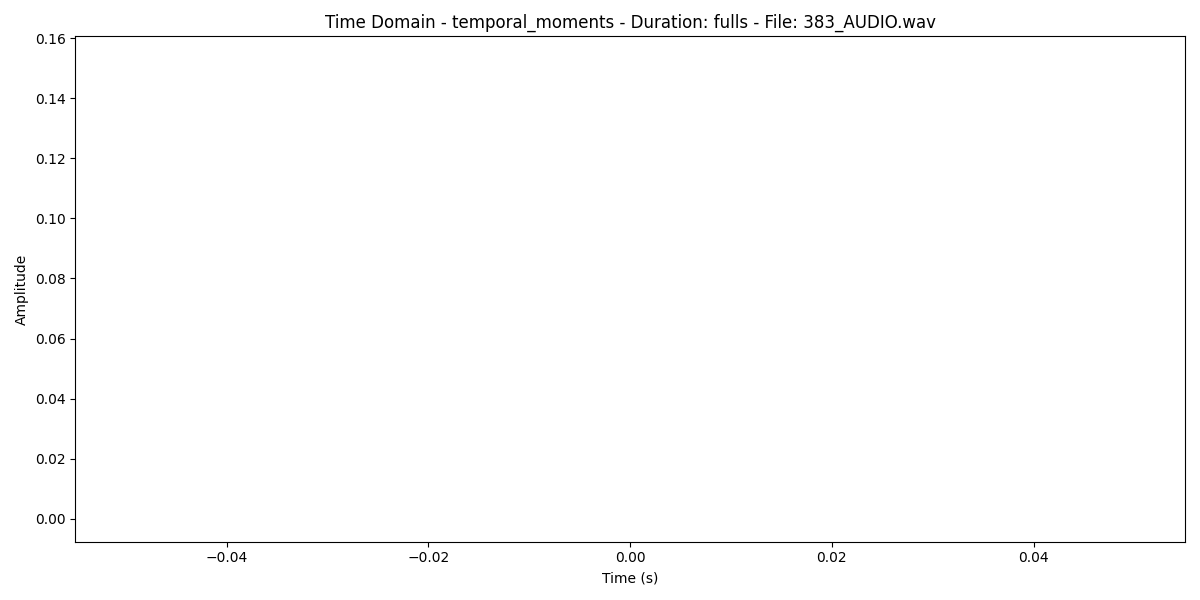 Time Domain - temporal_moments - Duration: fulls - File: 383_AUDIO.wav
0.16
0.14
0.12
0.10
0.08
0.06
0.04
0.02
0.00
Amplitude
−0.04 −0.02 0.00 0.02 0.04
Time (s)